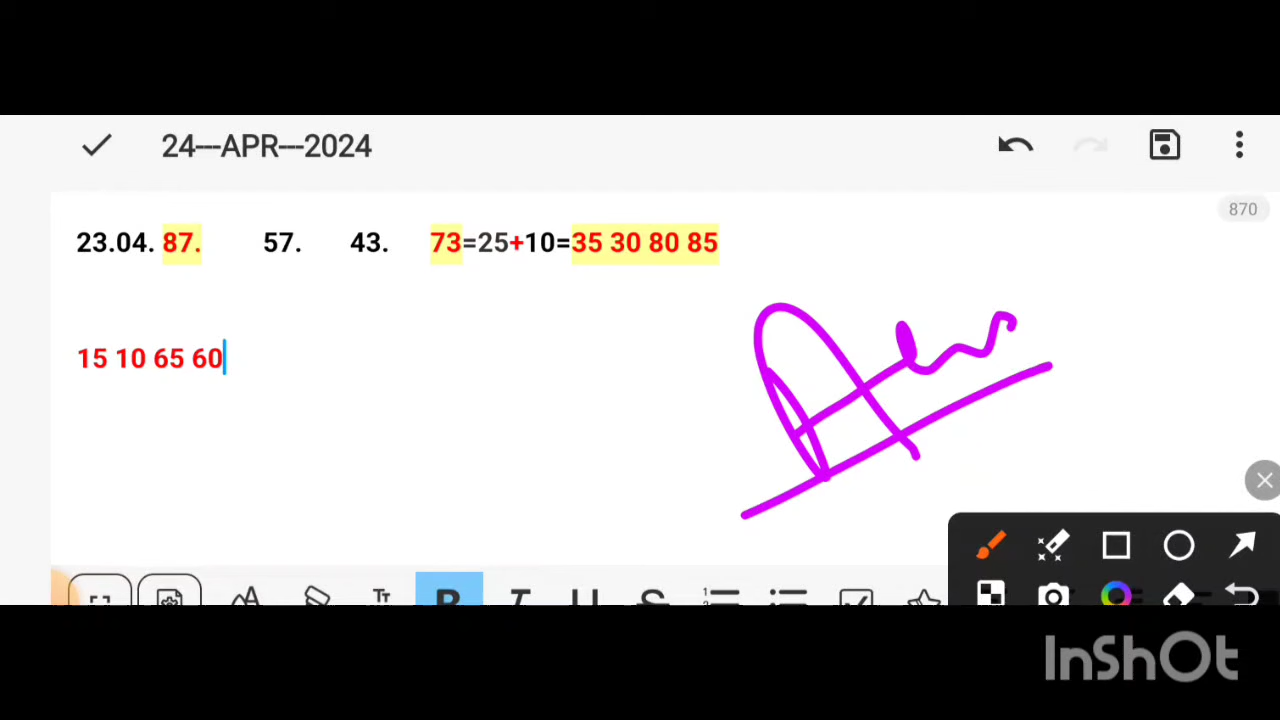 24---APR---2024
870
23.04. 87. 57. 43. 73=25+10=35 30 80 85
15 10 65 60
B
InShOt